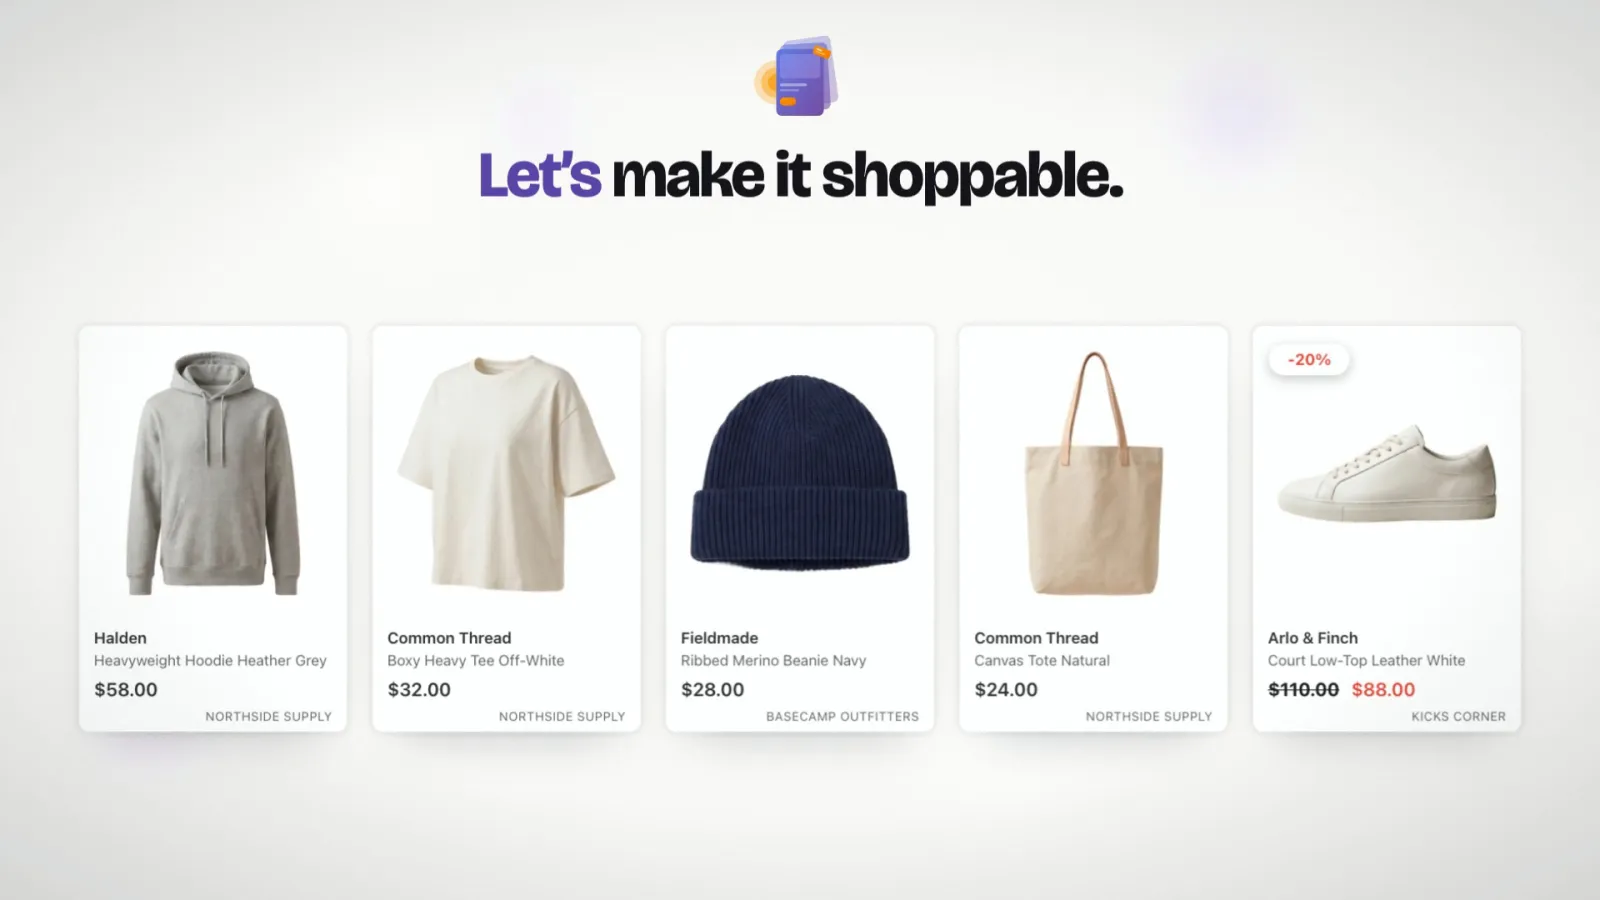 Let's make it shoppable.
Halden
Heavyweight Hoodie Heather Grey
$58.00
NORTHSIDE SUPPLY
Common Thread
Boxy Heavy Tee Off-White
$32.00
NORTHSIDE SUPPLY
Fieldmade
Ribbed Merino Beanie Navy
$28.00
BASECAMP OUTFITTERS
Common Thread
Canvas Tote Natural
$24.00
NORTHSIDE SUPPLY
-20%
Arlo & Finch
Court Low-Top Leather White
$110.00 $88.00
KICKS CORNER